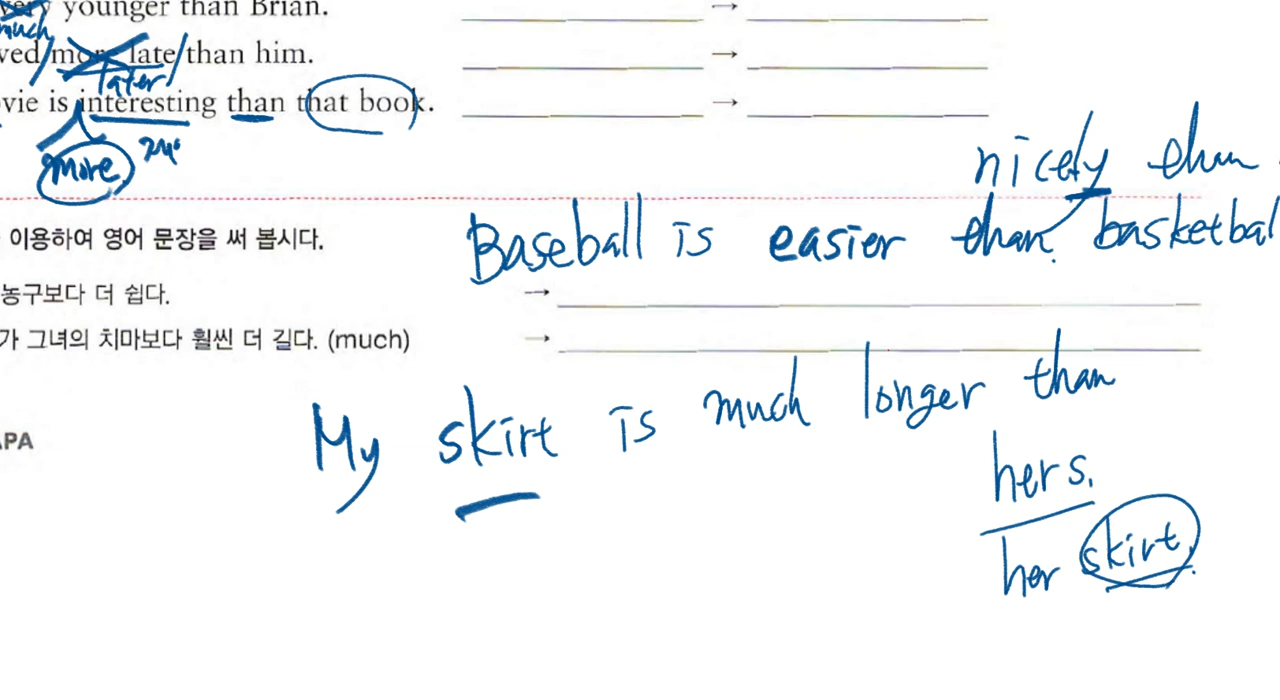 very younger than Brian.
much
ved more late than him.
later
vie is interesting than that book.
more
nicely than
이용하여 영어 문장을 써 봅시다.
Baseball is easier than basketbal
농구보다 더 쉽다. →
가 그녀의 치마보다 훨씬 더 길다. (much) →
My skirt is much longer than
hers.
her skirt.
APA